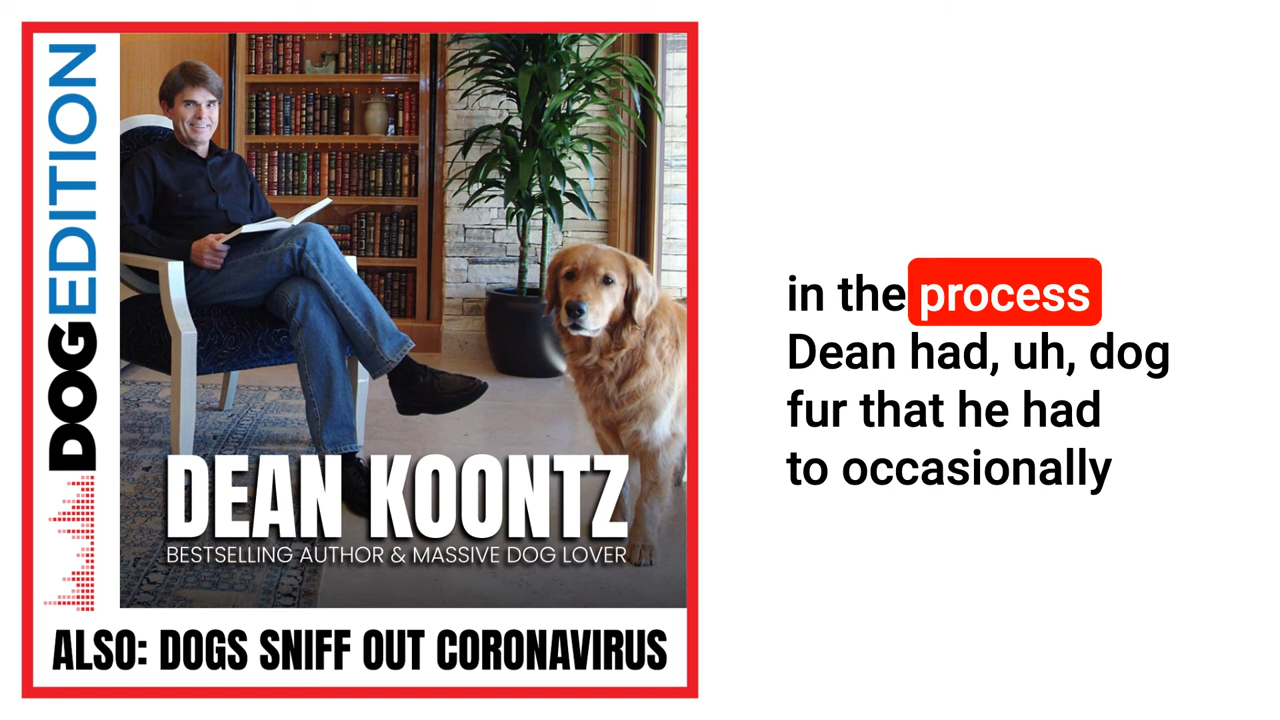 DOGEDITION
DEAN KOONTZ
BESTSELLING AUTHOR & MASSIVE DOG LOVER
ALSO: DOGS SNIFF OUT CORONAVIRUS
in the process
Dean had, uh, dog
fur that he had
to occasionally